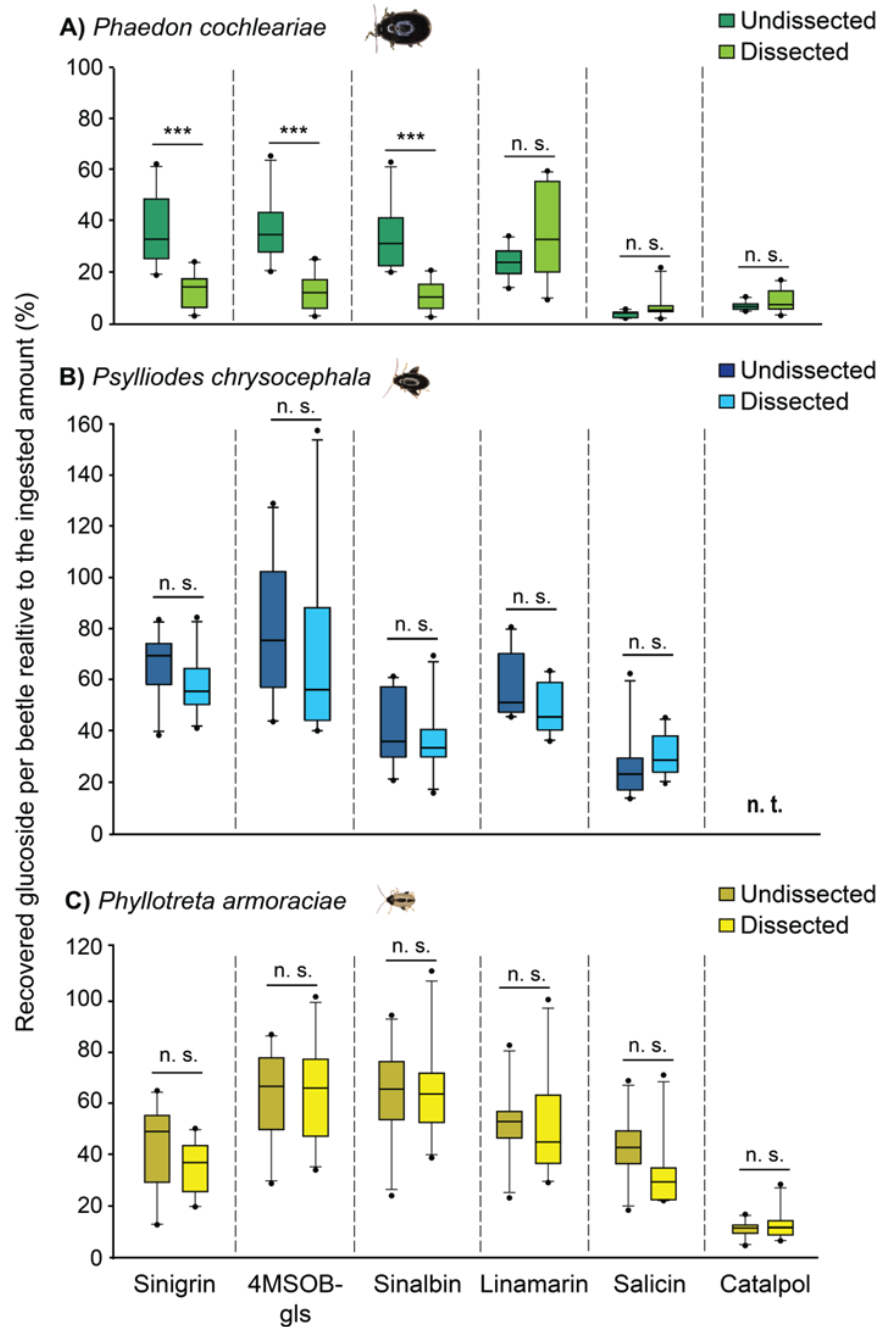 A) Phaedon cochleariae
Undissected
Dissected
100
80
60
40
20
0
***
***
***
n. s.
n. s.
n. s.
B) Psylliodes chrysocephala
Undissected
Dissected
160
140
120
100
80
60
40
20
0
n. s.
n. s.
n. s.
n. s.
n. s.
n. t.
Recovered glucoside per beetle realtive to the ingested amount (%)
C) Phyllotreta armoraciae
Undissected
Dissected
120
100
80
60
40
20
0
n. s.
n. s.
n. s.
n. s.
n. s.
n. s.
Sinigrin
4MSOB-
gls
Sinalbin
Linamarin
Salicin
Catalpol